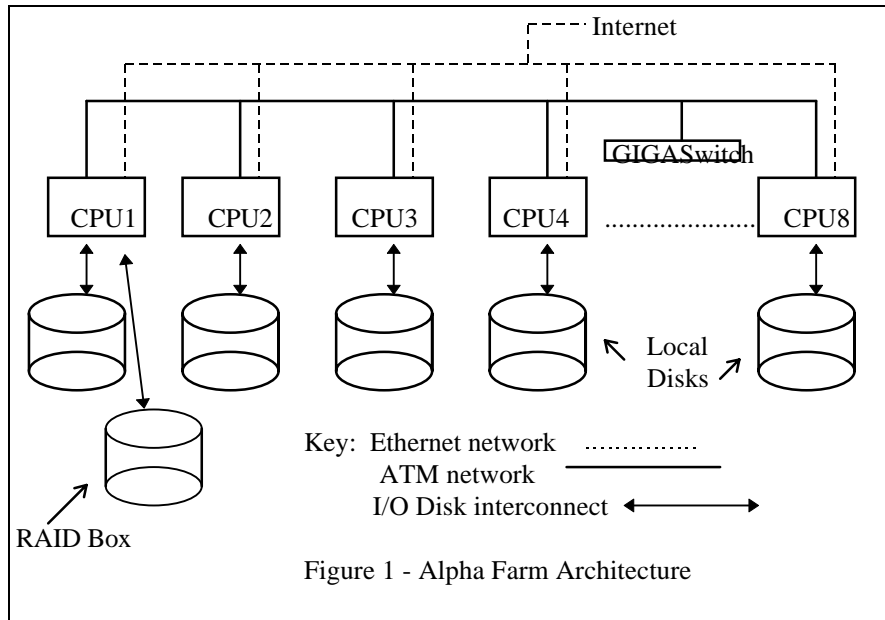 Internet
GIGASwitch
CPU1
CPU2
CPU3
CPU4
CPU8
Local
Disks
Key: Ethernet network
ATM network
I/O Disk interconnect
RAID Box
Figure 1 - Alpha Farm Architecture